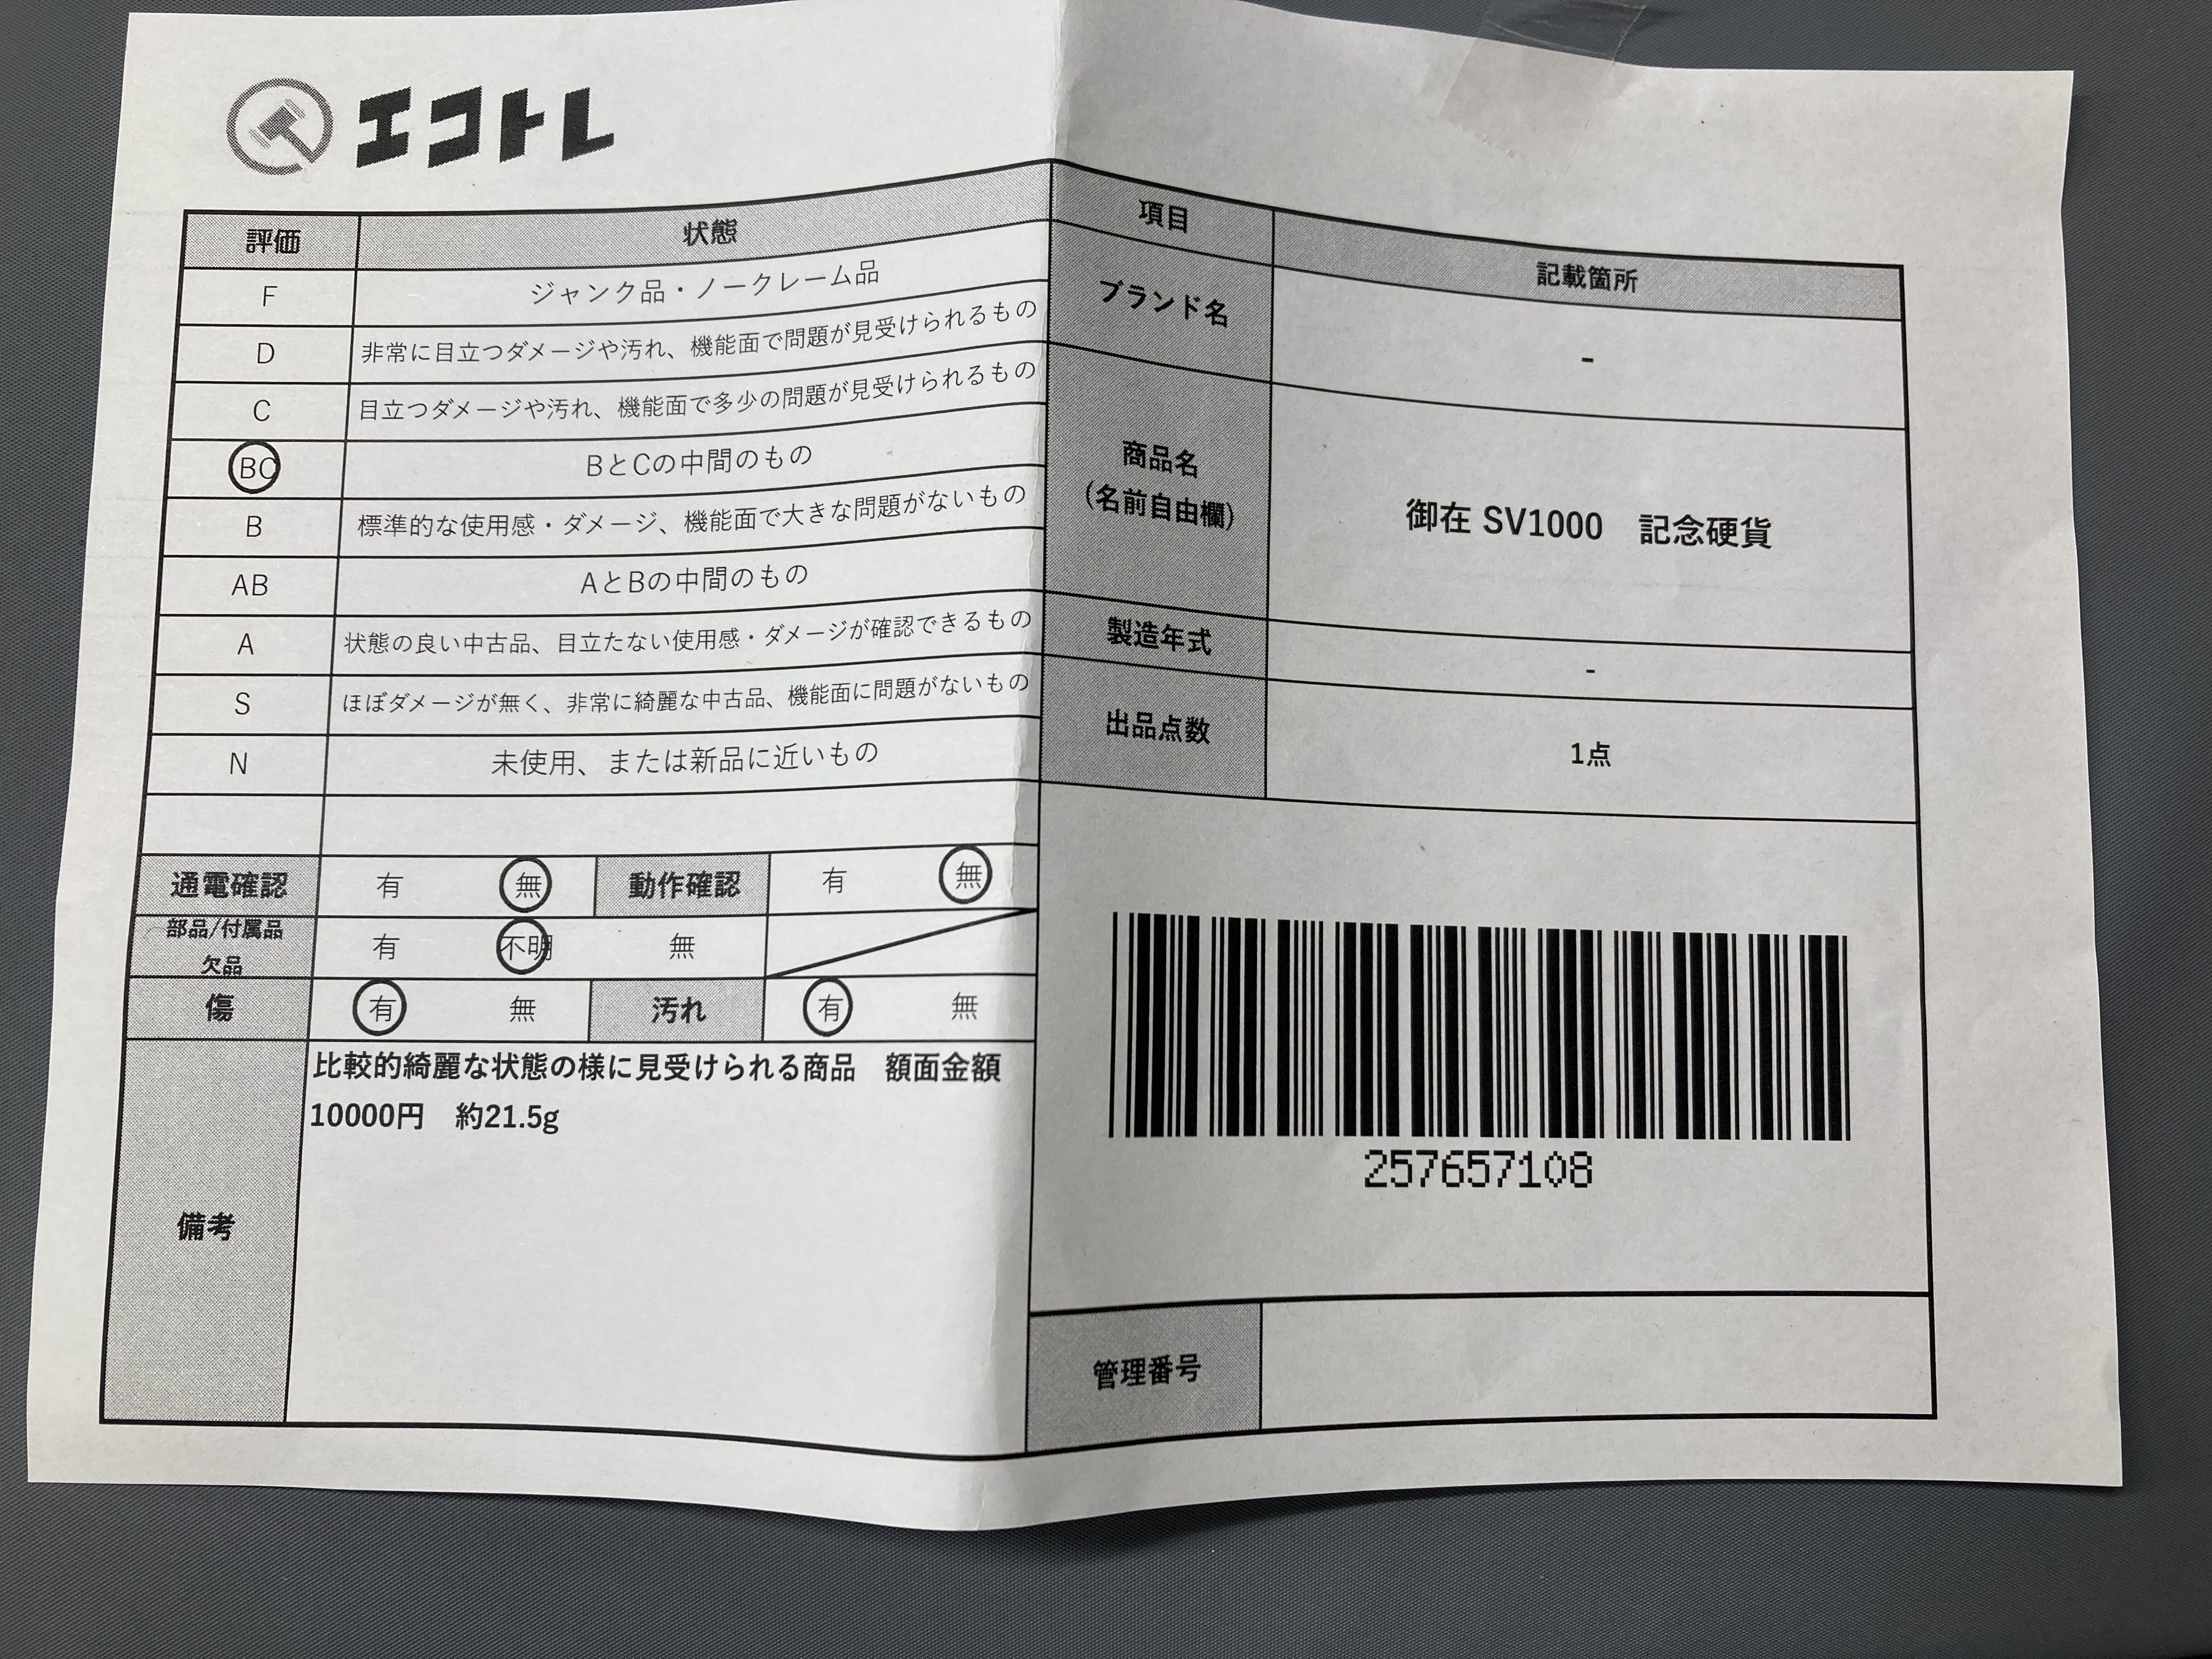 エコトレ
評価 状態
F ジャンク品・ノークレーム品
D 非常に目立つダメージや汚れ、機能面で問題が見受けられるもの
C 目立つダメージや汚れ、機能面で多少の問題が見受けられるもの
BC BとCの中間のもの
B 標準的な使用感・ダメージ、機能面で大きな問題がないもの
AB AとBの中間のもの
A 状態の良い中古品、目立たない使用感・ダメージが確認できるもの
S ほぼダメージが無く、非常に綺麗な中古品、機能面に問題がないもの
N 未使用、または新品に近いもの
通電確認 有 無 動作確認 有 無
部品/付属品
欠品 有 不明 無
傷 有 無 汚れ 有 無
備考
比較的綺麗な状態の様に見受けられる商品　額面金額
10000円　約21.5g
項目 記載箇所
ブランド名 -
商品名
(名前自由欄)
御在 SV1000　記念硬貨
製造年式 -
出品点数 1点
257657108
管理番号